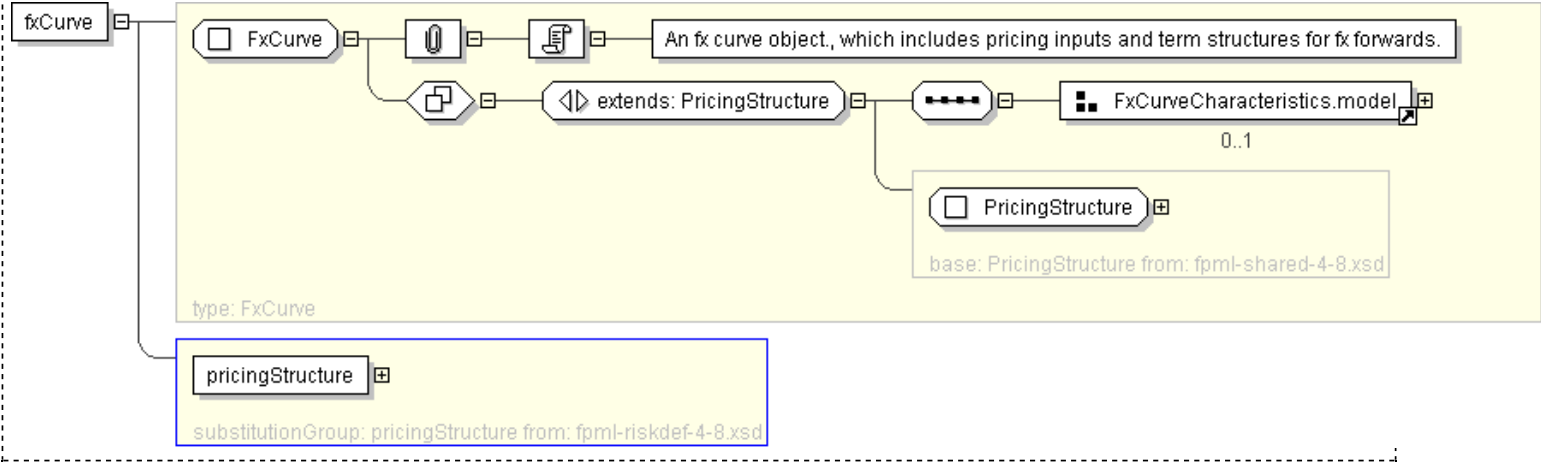 fxCurve
FxCurve
An fx curve object., which includes pricing inputs and term structures for fx forwards.
extends: PricingStructure
FxCurveCharacteristics.model
0..1
PricingStructure
base: PricingStructure from: fpml-shared-4-8.xsd
type: FxCurve
pricingStructure
substitutionGroup: pricingStructure from: fpml-riskdef-4-8.xsd